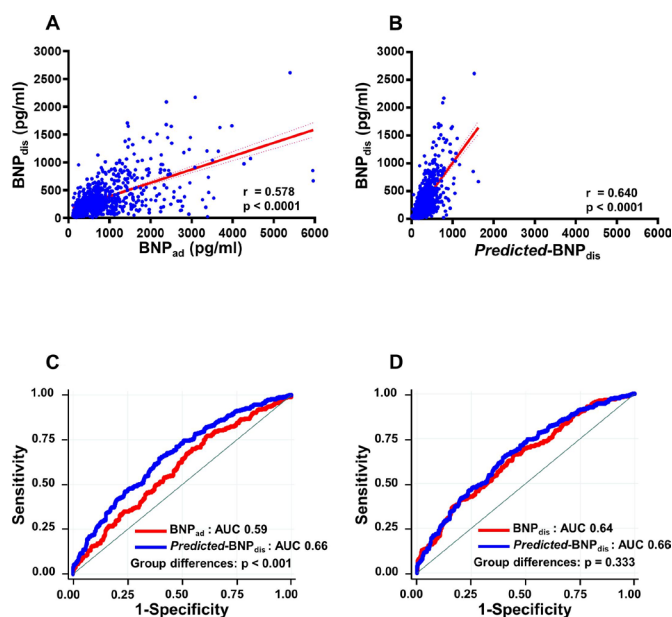 A
B
3000
2500
2000
1500
1000
500
0
BNPdis (pg/ml)
r = 0.578
p < 0.0001
0 1000 2000 3000 4000 5000 6000
BNPad (pg/ml)
3000
2500
2000
1500
1000
500
0
BNPdis (pg/ml)
r = 0.640
p < 0.0001
0 1000 2000 3000 4000 5000 6000
Predicted-BNPdis
C
D
1.00
0.75
0.50
0.25
0.00
Sensitivity
BNPad : AUC 0.59
Predicted-BNPdis : AUC 0.66
Group differences: p < 0.001
0.00 0.25 0.50 0.75 1.00
1-Specificity
1.00
0.75
0.50
0.25
0.00
Sensitivity
BNPdis : AUC 0.64
Predicted-BNPdis : AUC 0.66
Group differences: p = 0.333
0.00 0.25 0.50 0.75 1.00
1-Specificity